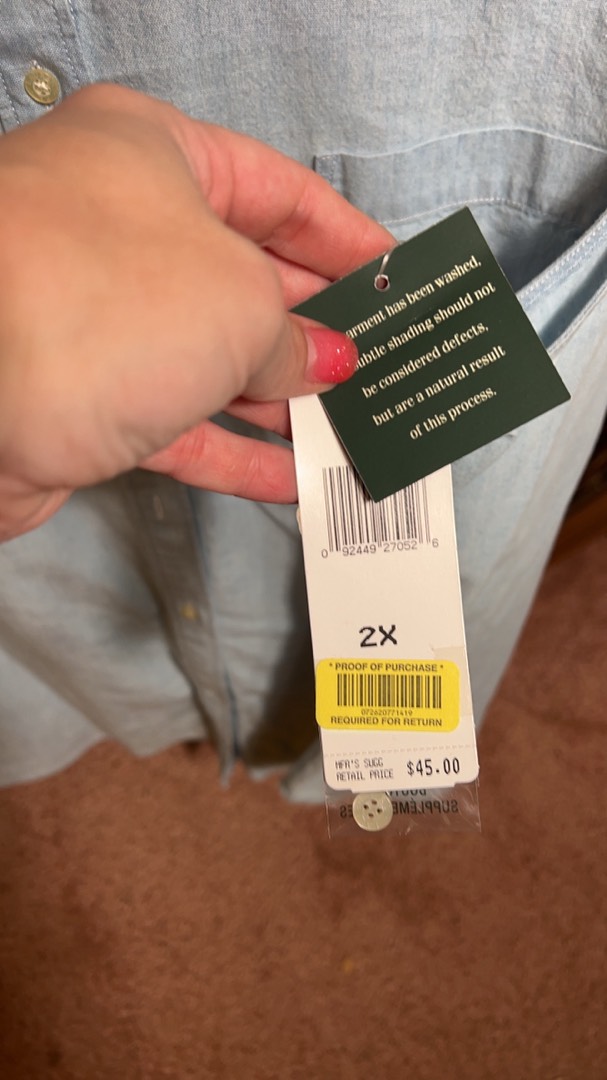 arment has been washed.
subtle shading should not
be considered defects,
but are a natural result
of this process.
0 92449 27052 6
2X
* PROOF OF PURCHASE *
072620771419
REQUIRED FOR RETURN
MFR'S SUGG
RETAIL PRICE $45.00